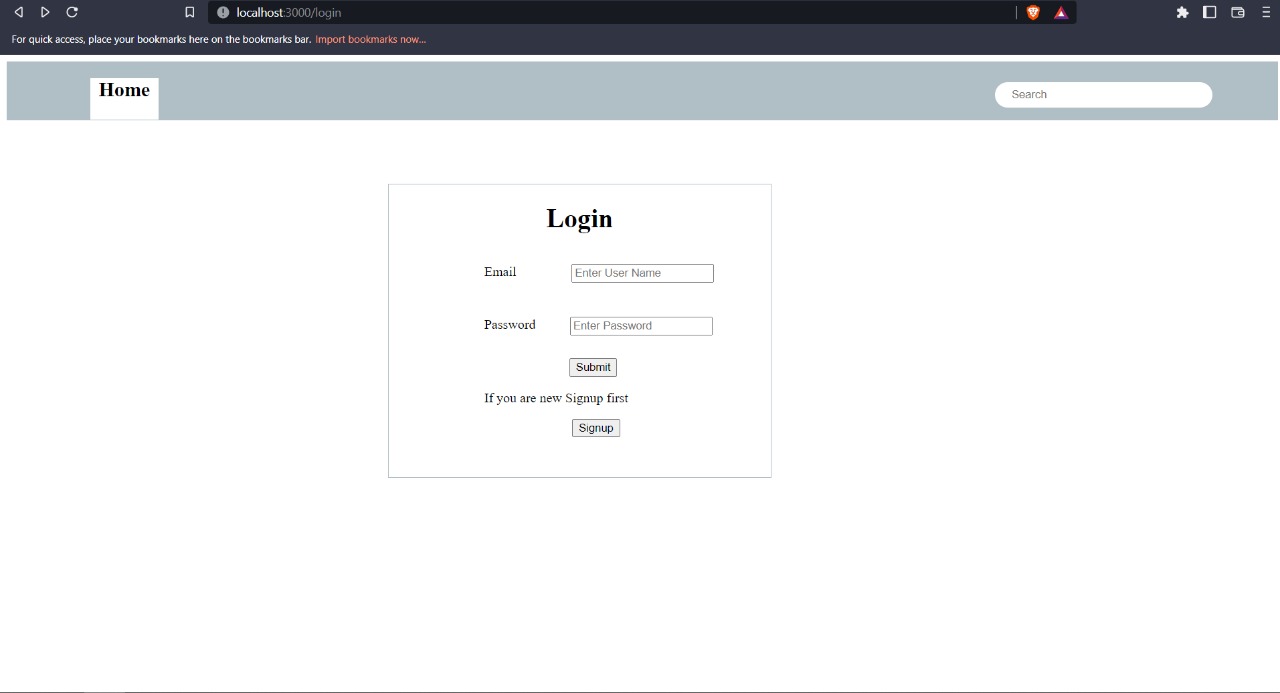 localhost:3000/login
For quick access, place your bookmarks here on the bookmarks bar. Import bookmarks now...
Home
Search
Login
Email Enter User Name
Password Enter Password
Submit
If you are new Signup first
Signup